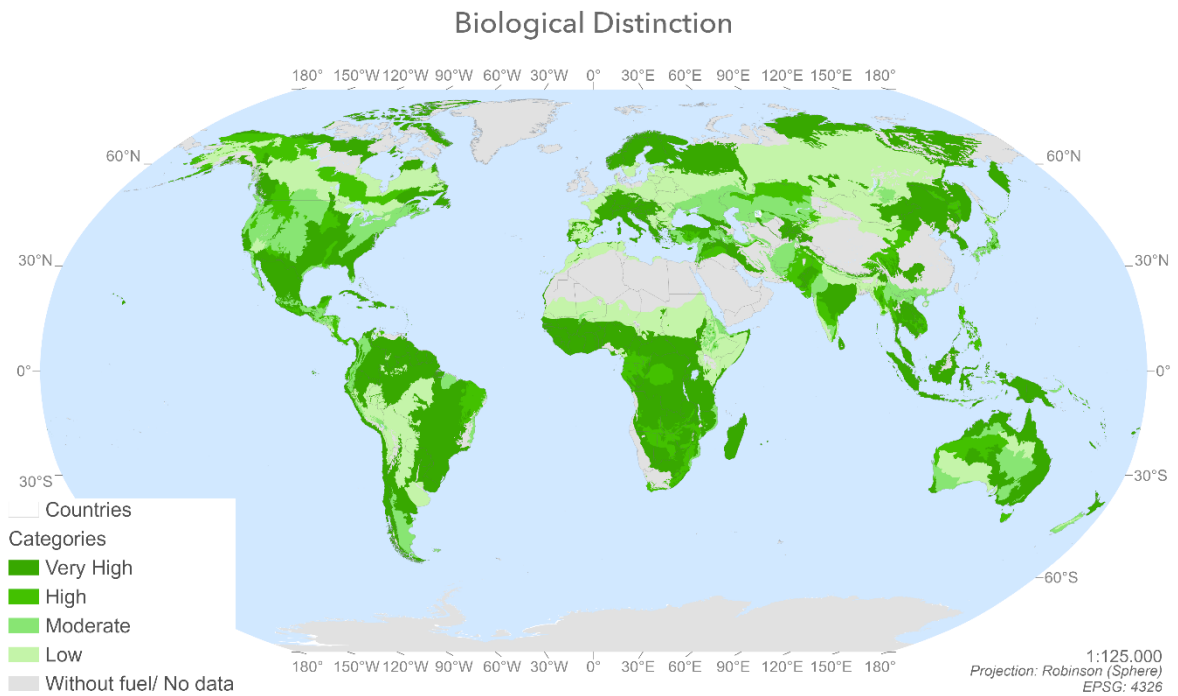 Biological Distinction
180° 150°W 120°W 90°W 60°W 30°W 0° 30°E 60°E 90°E 120°E 150°E 180°
60°N 60°N
30°N 30°N
0° 0°
30°S 30°S
Countries
Categories
Very High
High
Moderate
Low
Without fuel/ No data
60°S
180° 150°W 120°W 90°W 60°W 30°W 0° 30°E 60°E 90°E 120°E 150°E 180°
1:125.000
Projection: Robinson (Sphere)
EPSG: 4326